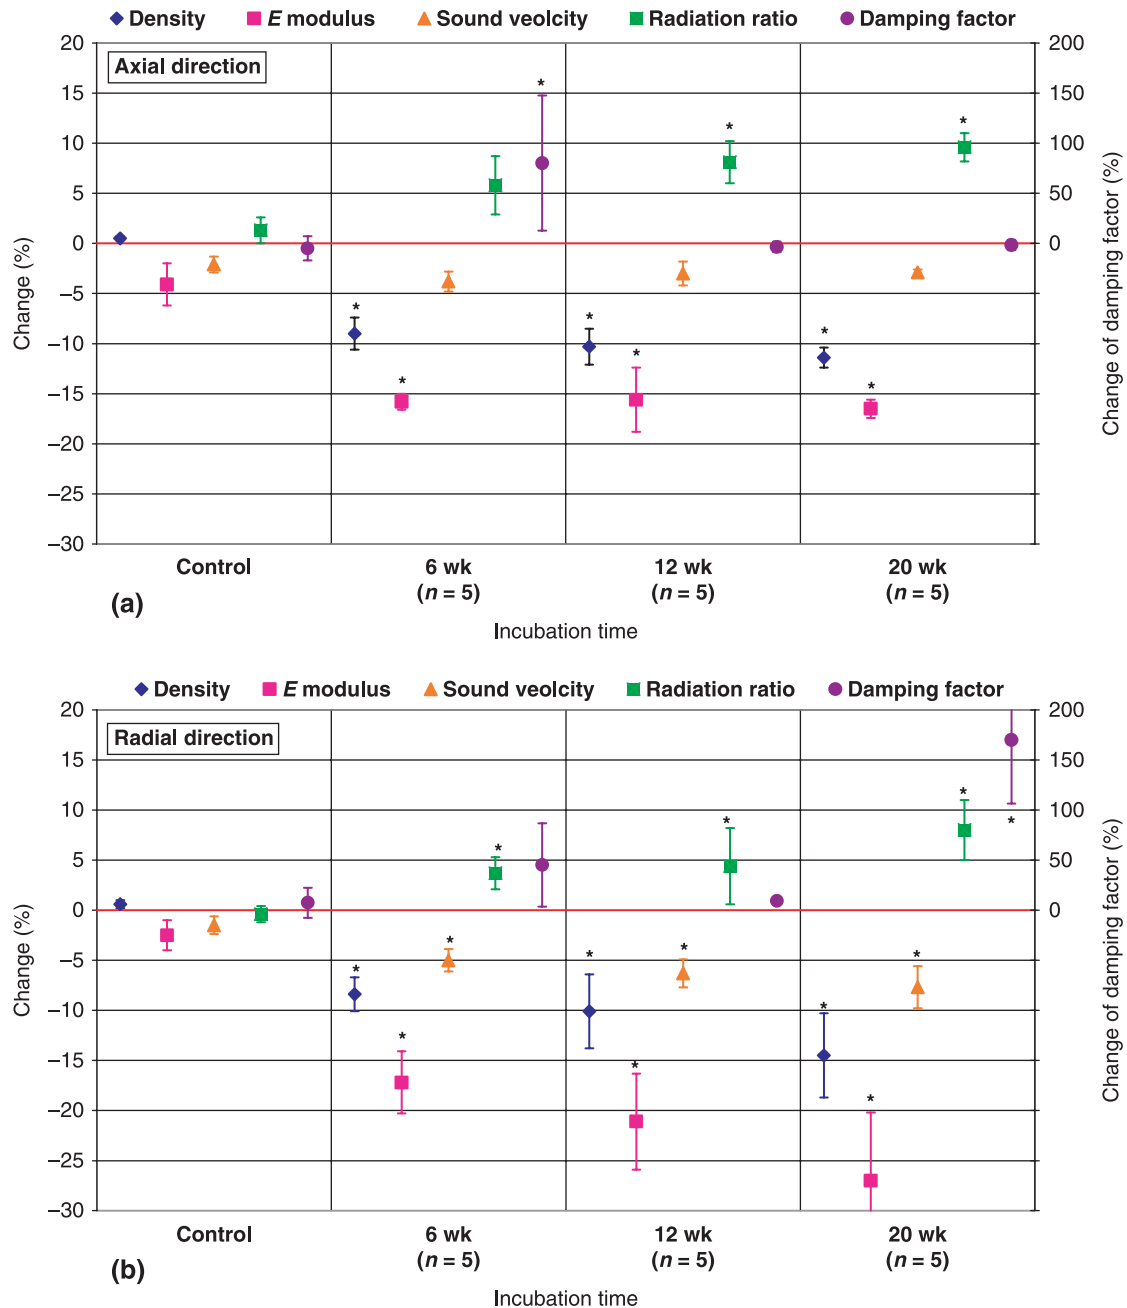 Density E modulus Sound veolcity Radiation ratio Damping factor
Axial direction
20 200
15 150
10 100
5 50
0 0
–5
–10
–15
–20
–25
–30
Change (%)
Change of damping factor (%)
* * * * * * * * * *
Control 6 wk 12 wk 20 wk
(n = 5) (n = 5) (n = 5)
(a)
Incubation time
Density E modulus Sound veolcity Radiation ratio Damping factor
Radial direction
20 200
15 150
10 100
5 50
0 0
–5
–10
–15
–20
–25
–30
Change (%)
Change of damping factor (%)
* * * * * * * * * * * * *
Control 6 wk 12 wk 20 wk
(n = 5) (n = 5) (n = 5)
(b)
Incubation time